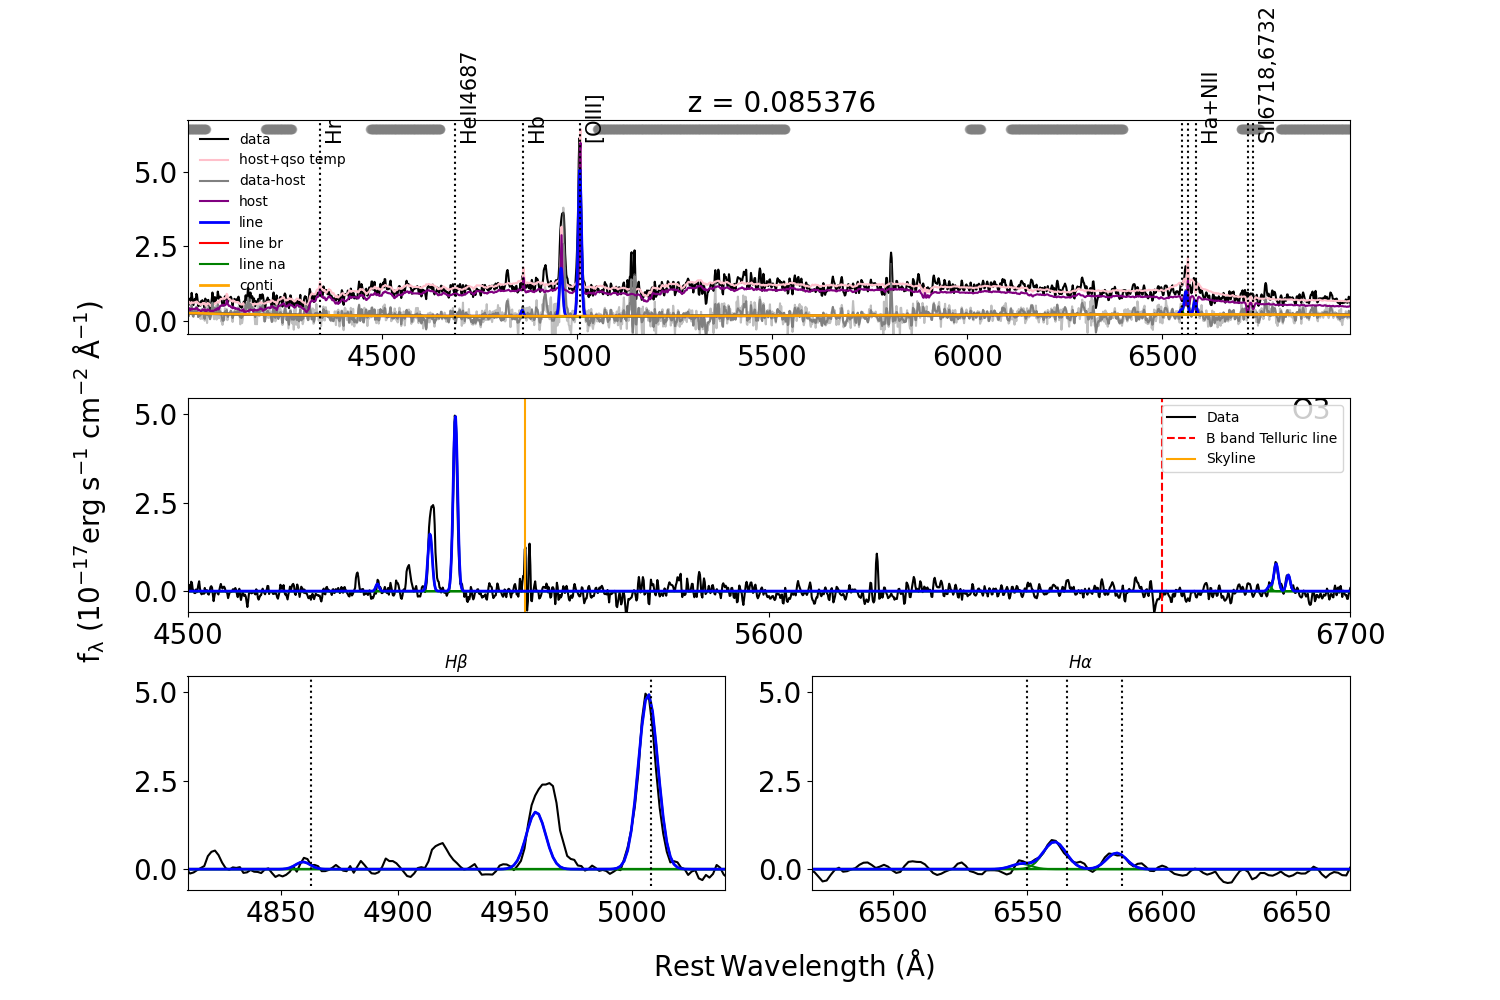 z = 0.085376
Hr
HeII4687
Hb
[OIII]
Ha+NII
SII6718,6732
data
host+qso temp
data-host
host
line
line br
line na
conti
5.0
2.5
0.0
4500
5000
5500
6000
6500
O3
Data
B band Telluric line
Skyline
5.0
2.5
0.0
4500
5600
6700
fλ (10⁻¹⁷erg s⁻¹ cm⁻² Å⁻¹)
Hβ
5.0
2.5
0.0
4850
4900
4950
5000
Hα
5.0
2.5
0.0
6500
6550
6600
6650
Rest Wavelength (Å)